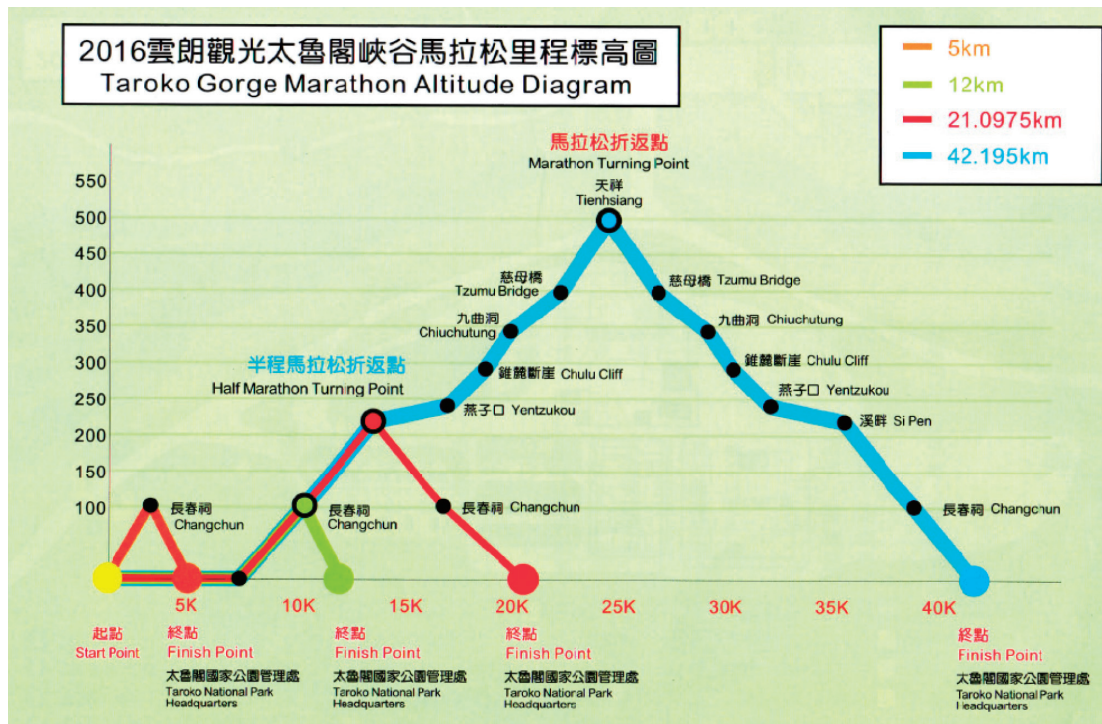 2016雲朗觀光太魯閣峽谷馬拉松里程標高圖
Taroko Gorge Marathon Altitude Diagram
5km
12km
21.0975km
42.195km
馬拉松折返點
Marathon Turning Point
天祥
Tienhsiang
550
500
450
400
350
300
250
200
150
100
慈母橋
Tzumu Bridge
慈母橋 Tzumu Bridge
九曲洞
Chiuchutung
九曲洞 Chiuchutung
半程馬拉松折返點
Half Marathon Turning Point
錐麓斷崖 Chulu Cliff
錐麓斷崖 Chulu Cliff
燕子口 Yentzukou
燕子口 Yentzukou
溪畔 Si Pen
長春祠
Changchun
長春祠
Changchun
長春祠 Changchun
長春祠 Changchun
5K
10K
15K
20K
25K
30K
35K
40K
起點
Start Point
終點
Finish Point
太魯閣國家公園管理處
Taroko National Park
Headquarters
終點
Finish Point
太魯閣國家公園管理處
Taroko National Park
Headquarters
終點
Finish Point
太魯閣國家公園管理處
Taroko National Park
Headquarters
終點
Finish Point
太魯閣國家公園管理處
Taroko National Park
Headquarters